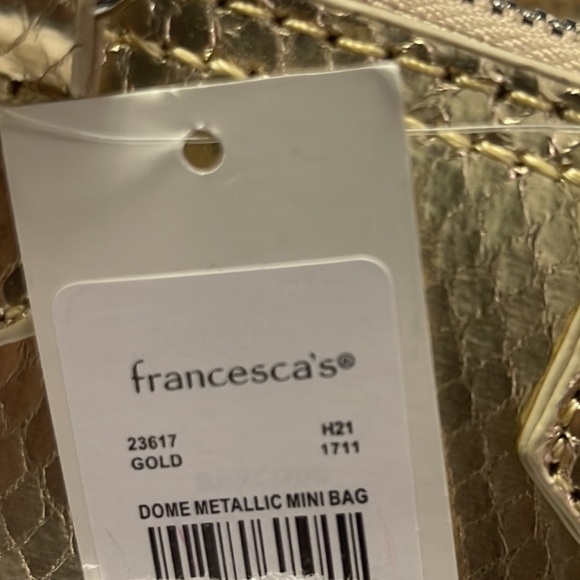 francesca's®
23617 H21
GOLD 1711
DOME METALLIC MINI BAG